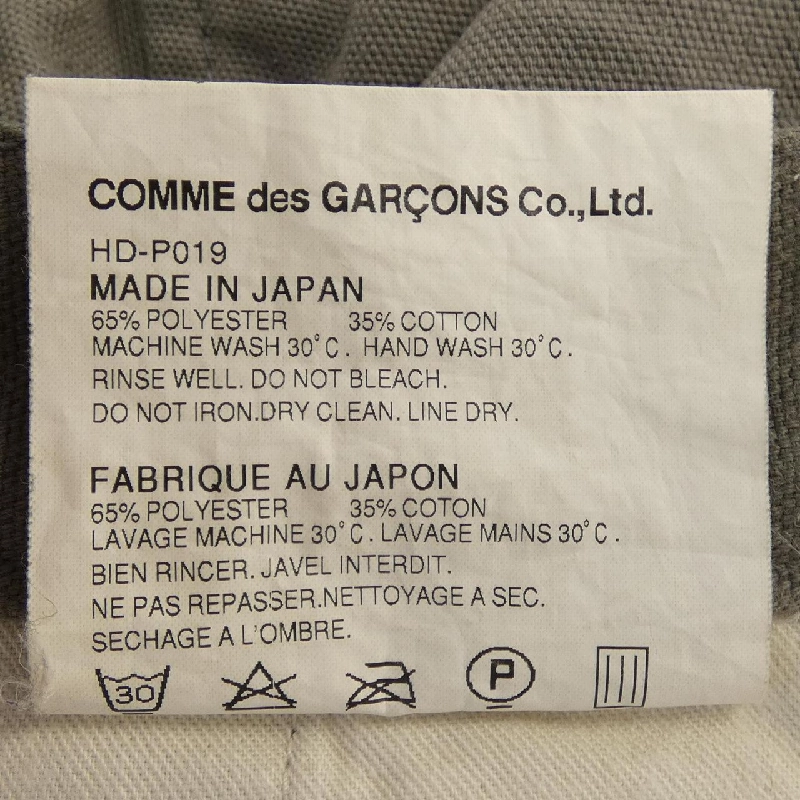 COMME des GARÇONS Co.,Ltd.
HD-P019
MADE IN JAPAN
65% POLYESTER 35% COTTON
MACHINE WASH 30°C. HAND WASH 30°C.
RINSE WELL. DO NOT BLEACH.
DO NOT IRON.DRY CLEAN. LINE DRY.
FABRIQUE AU JAPON
65% POLYESTER 35% COTON
LAVAGE MACHINE 30°C. LAVAGE MAINS 30°C.
BIEN RINCER. JAVEL INTERDIT.
NE PAS REPASSER.NETTOYAGE A SEC.
SECHAGE A L'OMBRE.
30 P